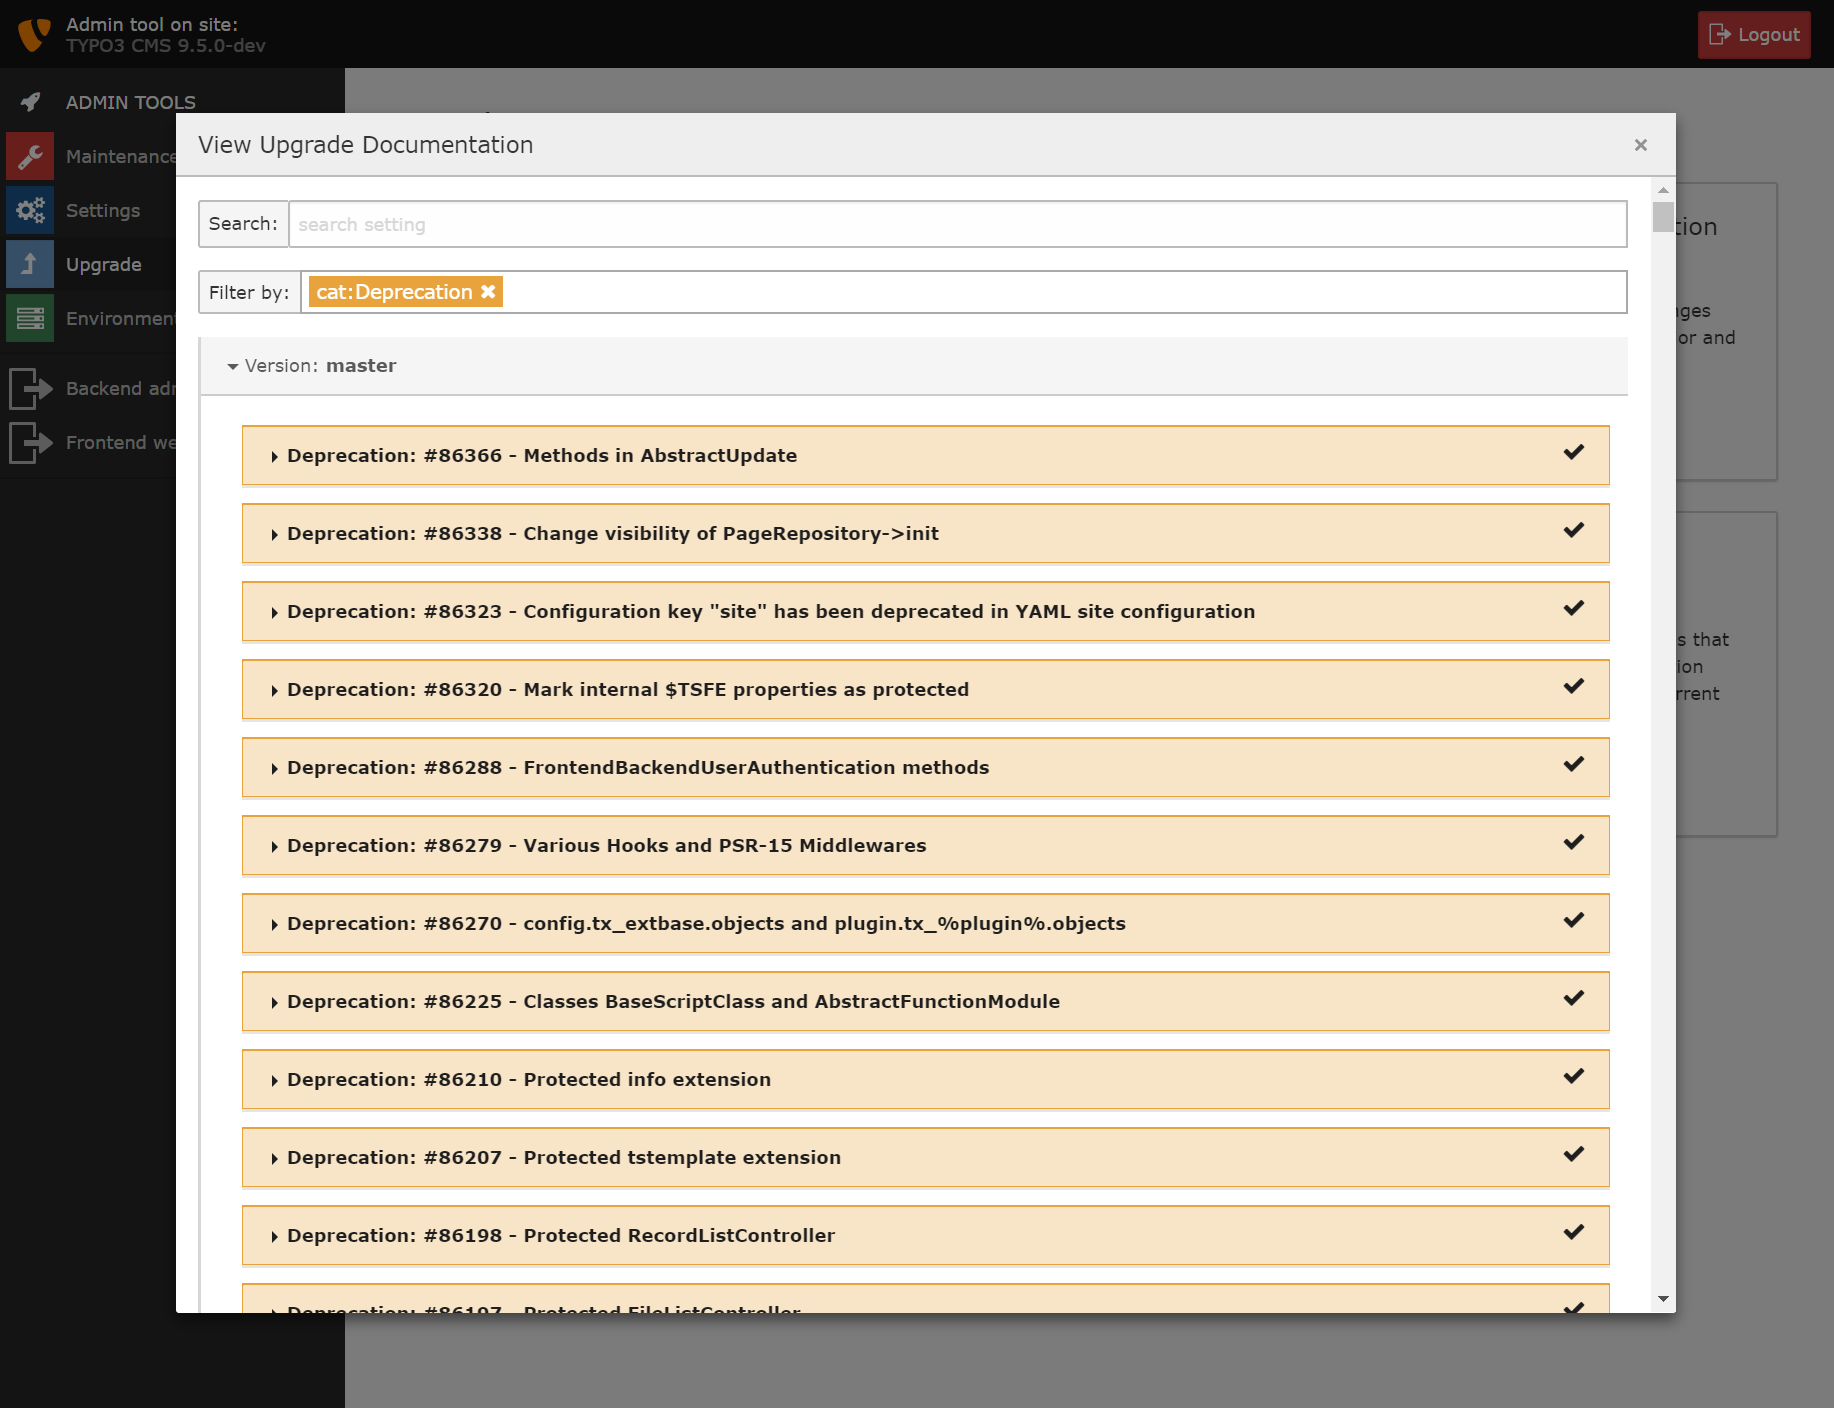 Admin tool on site:
TYPO3 CMS 9.5.0-dev
Logout
ADMIN TOOLS
Maintenance
Settings
Upgrade
Environment
Backend adm
Frontend we
View Upgrade Documentation
×
Search: search setting
Filter by: cat:Deprecation
Version: master
Deprecation: #86366 - Methods in AbstractUpdate
Deprecation: #86338 - Change visibility of PageRepository->init
Deprecation: #86323 - Configuration key "site" has been deprecated in YAML site configuration
Deprecation: #86320 - Mark internal $TSFE properties as protected
Deprecation: #86288 - FrontendBackendUserAuthentication methods
Deprecation: #86279 - Various Hooks and PSR-15 Middlewares
Deprecation: #86270 - config.tx_extbase.objects and plugin.tx_%plugin%.objects
Deprecation: #86225 - Classes BaseScriptClass and AbstractFunctionModule
Deprecation: #86210 - Protected info extension
Deprecation: #86207 - Protected tstemplate extension
Deprecation: #86198 - Protected RecordListController
Deprecation: #86197 - Protected FileListController
tion
ges
or and
s that
ion
rrent